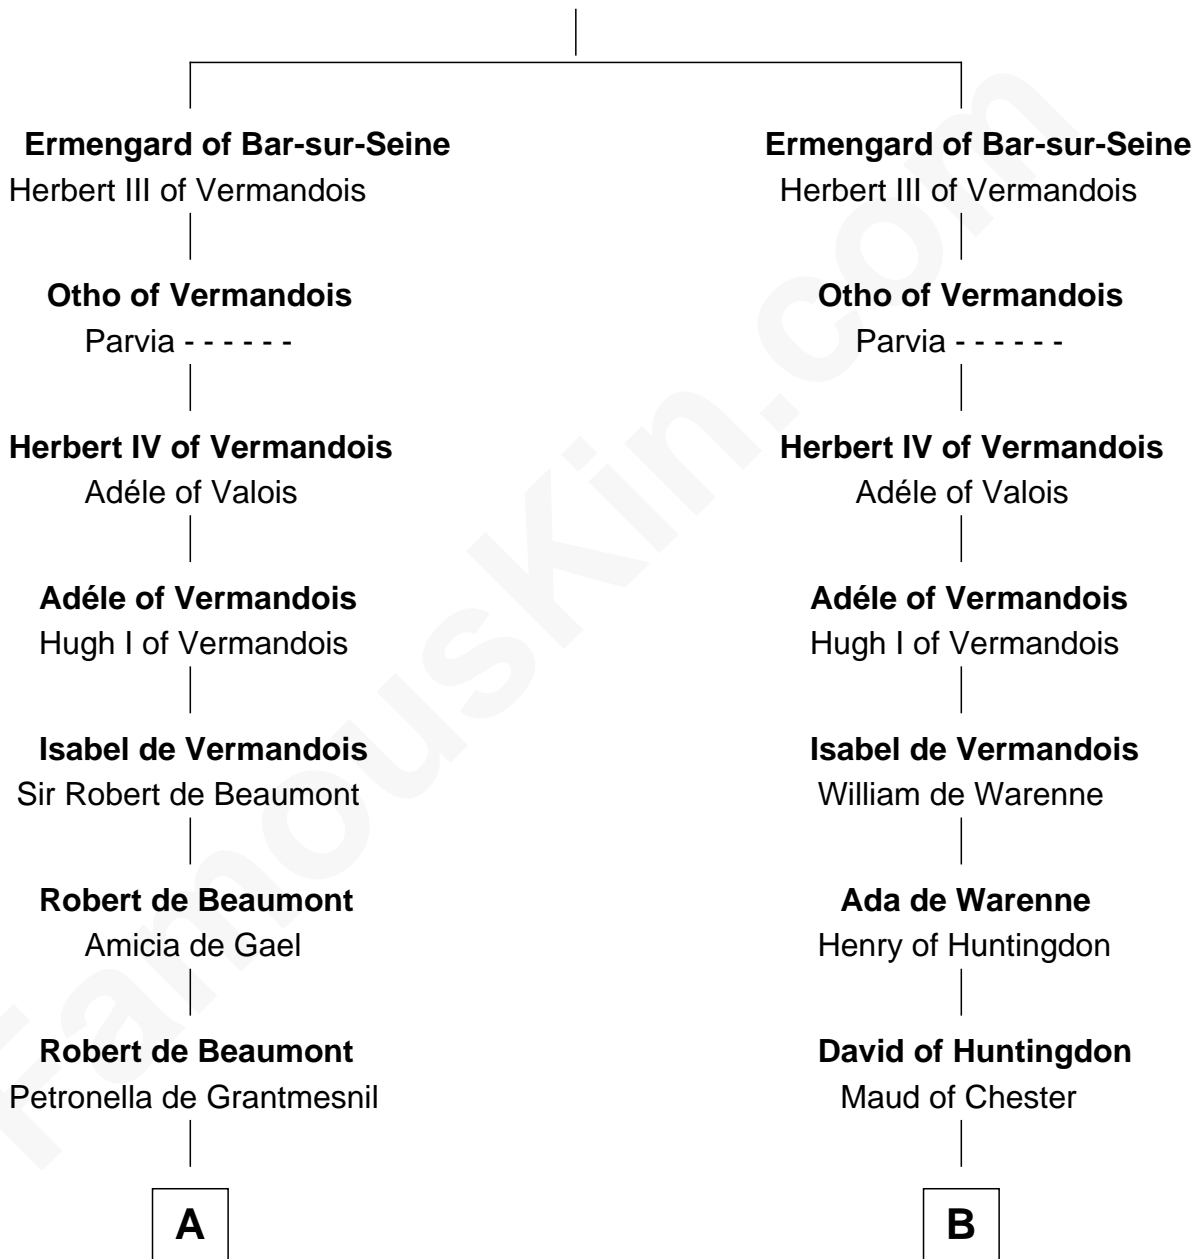 Ermengard of Bar-sur-Seine
Herbert III of Vermandois
Otho of Vermandois
Parvia - - - - - -
Herbert IV of Vermandois
Adéle of Valois
Adéle of Vermandois
Hugh I of Vermandois
Isabel de Vermandois
Sir Robert de Beaumont
Robert de Beaumont
Amicia de Gael
Robert de Beaumont
Petronella de Grantmesnil
A
Ermengard of Bar-sur-Seine
Herbert III of Vermandois
Otho of Vermandois
Parvia - - - - - -
Herbert IV of Vermandois
Adéle of Valois
Adéle of Vermandois
Hugh I of Vermandois
Isabel de Vermandois
William de Warenne
Ada de Warenne
Henry of Huntingdon
David of Huntingdon
Maud of Chester
B
FamousKin.com